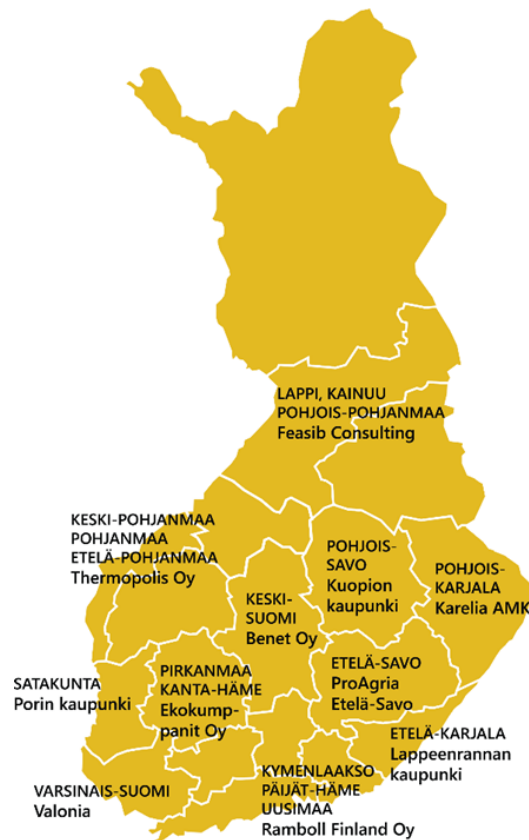 LAPPI, KAINUU
POHJOIS-POHJANMAA
Feasib Consulting
KESKI-POHJANMAA
POHJANMAA
ETELÄ-POHJANMAA
Thermopolis Oy
POHJOIS-
SAVO
Kuopion
kaupunki
POHJOIS-
KARJALA
Karelia AMK
KESKI-
SUOMI
Benet Oy
SATAKUNTA
Porin kaupunki
PIRKANMAA
KANTA-HÄME
Ekokump-
panit Oy
ETELÄ-SAVO
ProAgria
Etelä-Savo
ETELÄ-KARJALA
Lappeenrannan
kaupunki
VARSINAIS-SUOMI
Valonia
KYMENLAAKSO
PÄIJÄT-HÄME
UUSIMAA
Ramboll Finland Oy